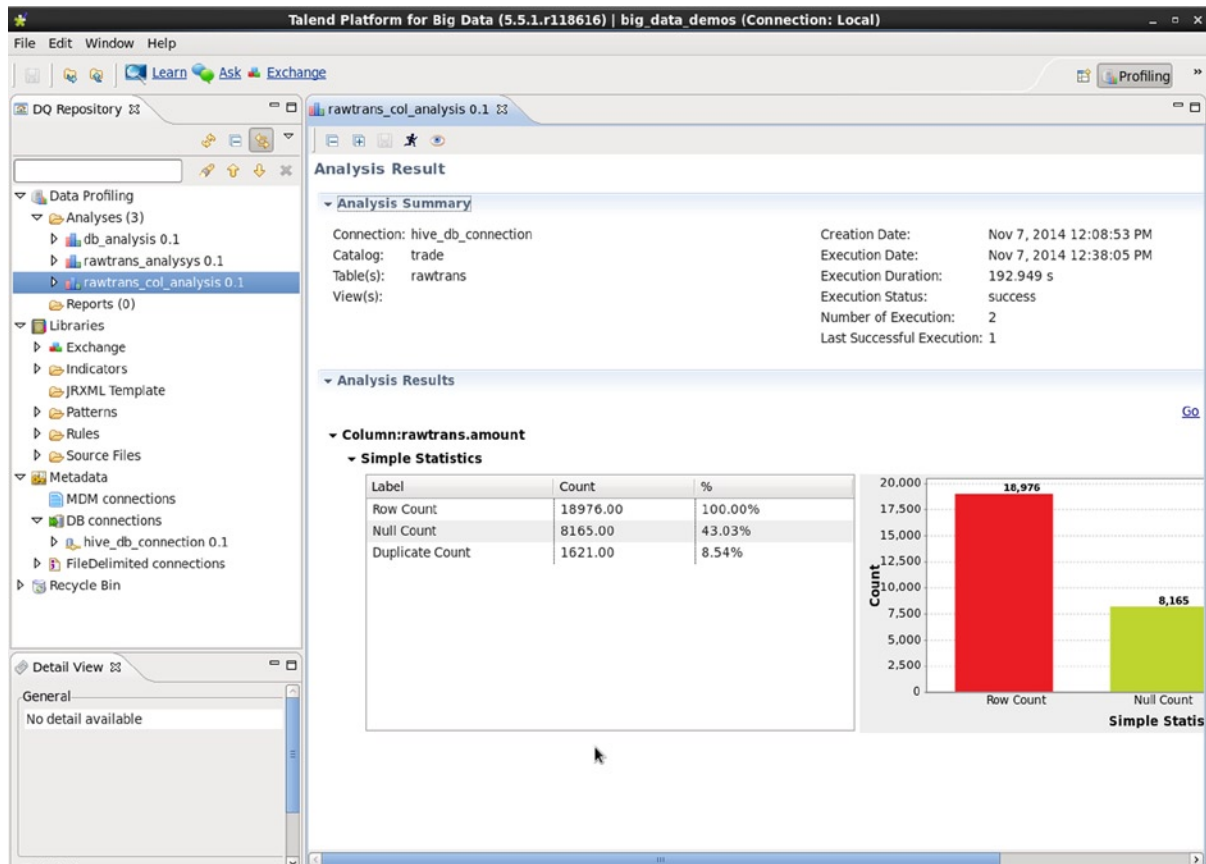 Talend Platform for Big Data (5.5.1.r118616) | big_data_demos (Connection: Local)
File Edit Window Help
Learn Ask Exchange
Profiling
DQ Repository
Data Profiling
Analyses (3)
db_analysis 0.1
rawtrans_analysys 0.1
rawtrans_col_analysis 0.1
Reports (0)
Libraries
Exchange
Indicators
JRXML Template
Patterns
Rules
Source Files
Metadata
MDM connections
DB connections
hive_db_connection 0.1
FileDelimited connections
Recycle Bin
Detail View
General
No detail available
rawtrans_col_analysis 0.1
Analysis Result
Analysis Summary
Connection: hive_db_connection
Catalog: trade
Table(s): rawtrans
View(s):
Creation Date: Nov 7, 2014 12:08:53 PM
Execution Date: Nov 7, 2014 12:38:05 PM
Execution Duration: 192.949 s
Execution Status: success
Number of Execution: 2
Last Successful Execution: 1
Analysis Results
Go
Column:rawtrans.amount
Simple Statistics
Label Count %
Row Count 18976.00 100.00%
Null Count 8165.00 43.03%
Duplicate Count 1621.00 8.54%
20,000
17,500
15,000
12,500
10,000
7,500
5,000
2,500
0
Count
18,976
8,165
Row Count Null Count
Simple Statis